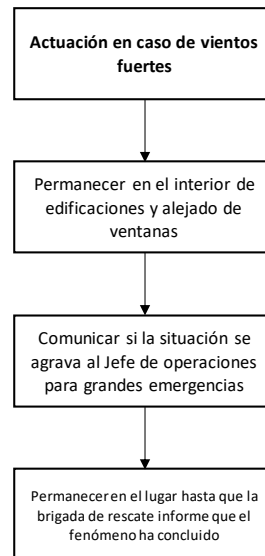 Actuación en caso de vientos
fuertes
Permanecer en el interior de
edificaciones y alejado de
ventanas
Comunicar si la situación se
agrava al Jefe de operaciones
para grandes emergencias
Permanecer en el lugar hasta que la
brigada de rescate informe que el
fenómeno ha concluido